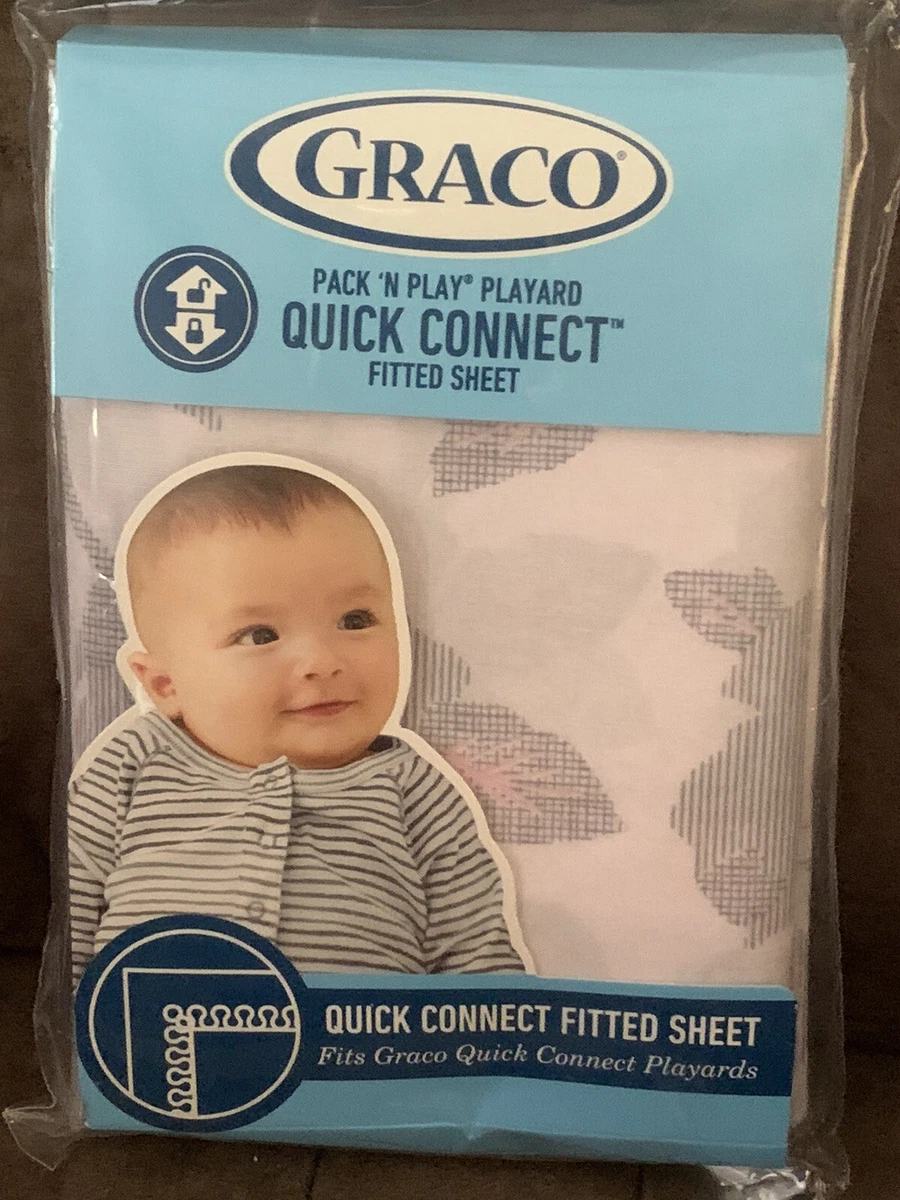 GRACO®
PACK 'N PLAY® PLAYARD
QUICK CONNECT™
FITTED SHEET
QUICK CONNECT FITTED SHEET
Fits Graco Quick Connect Playards